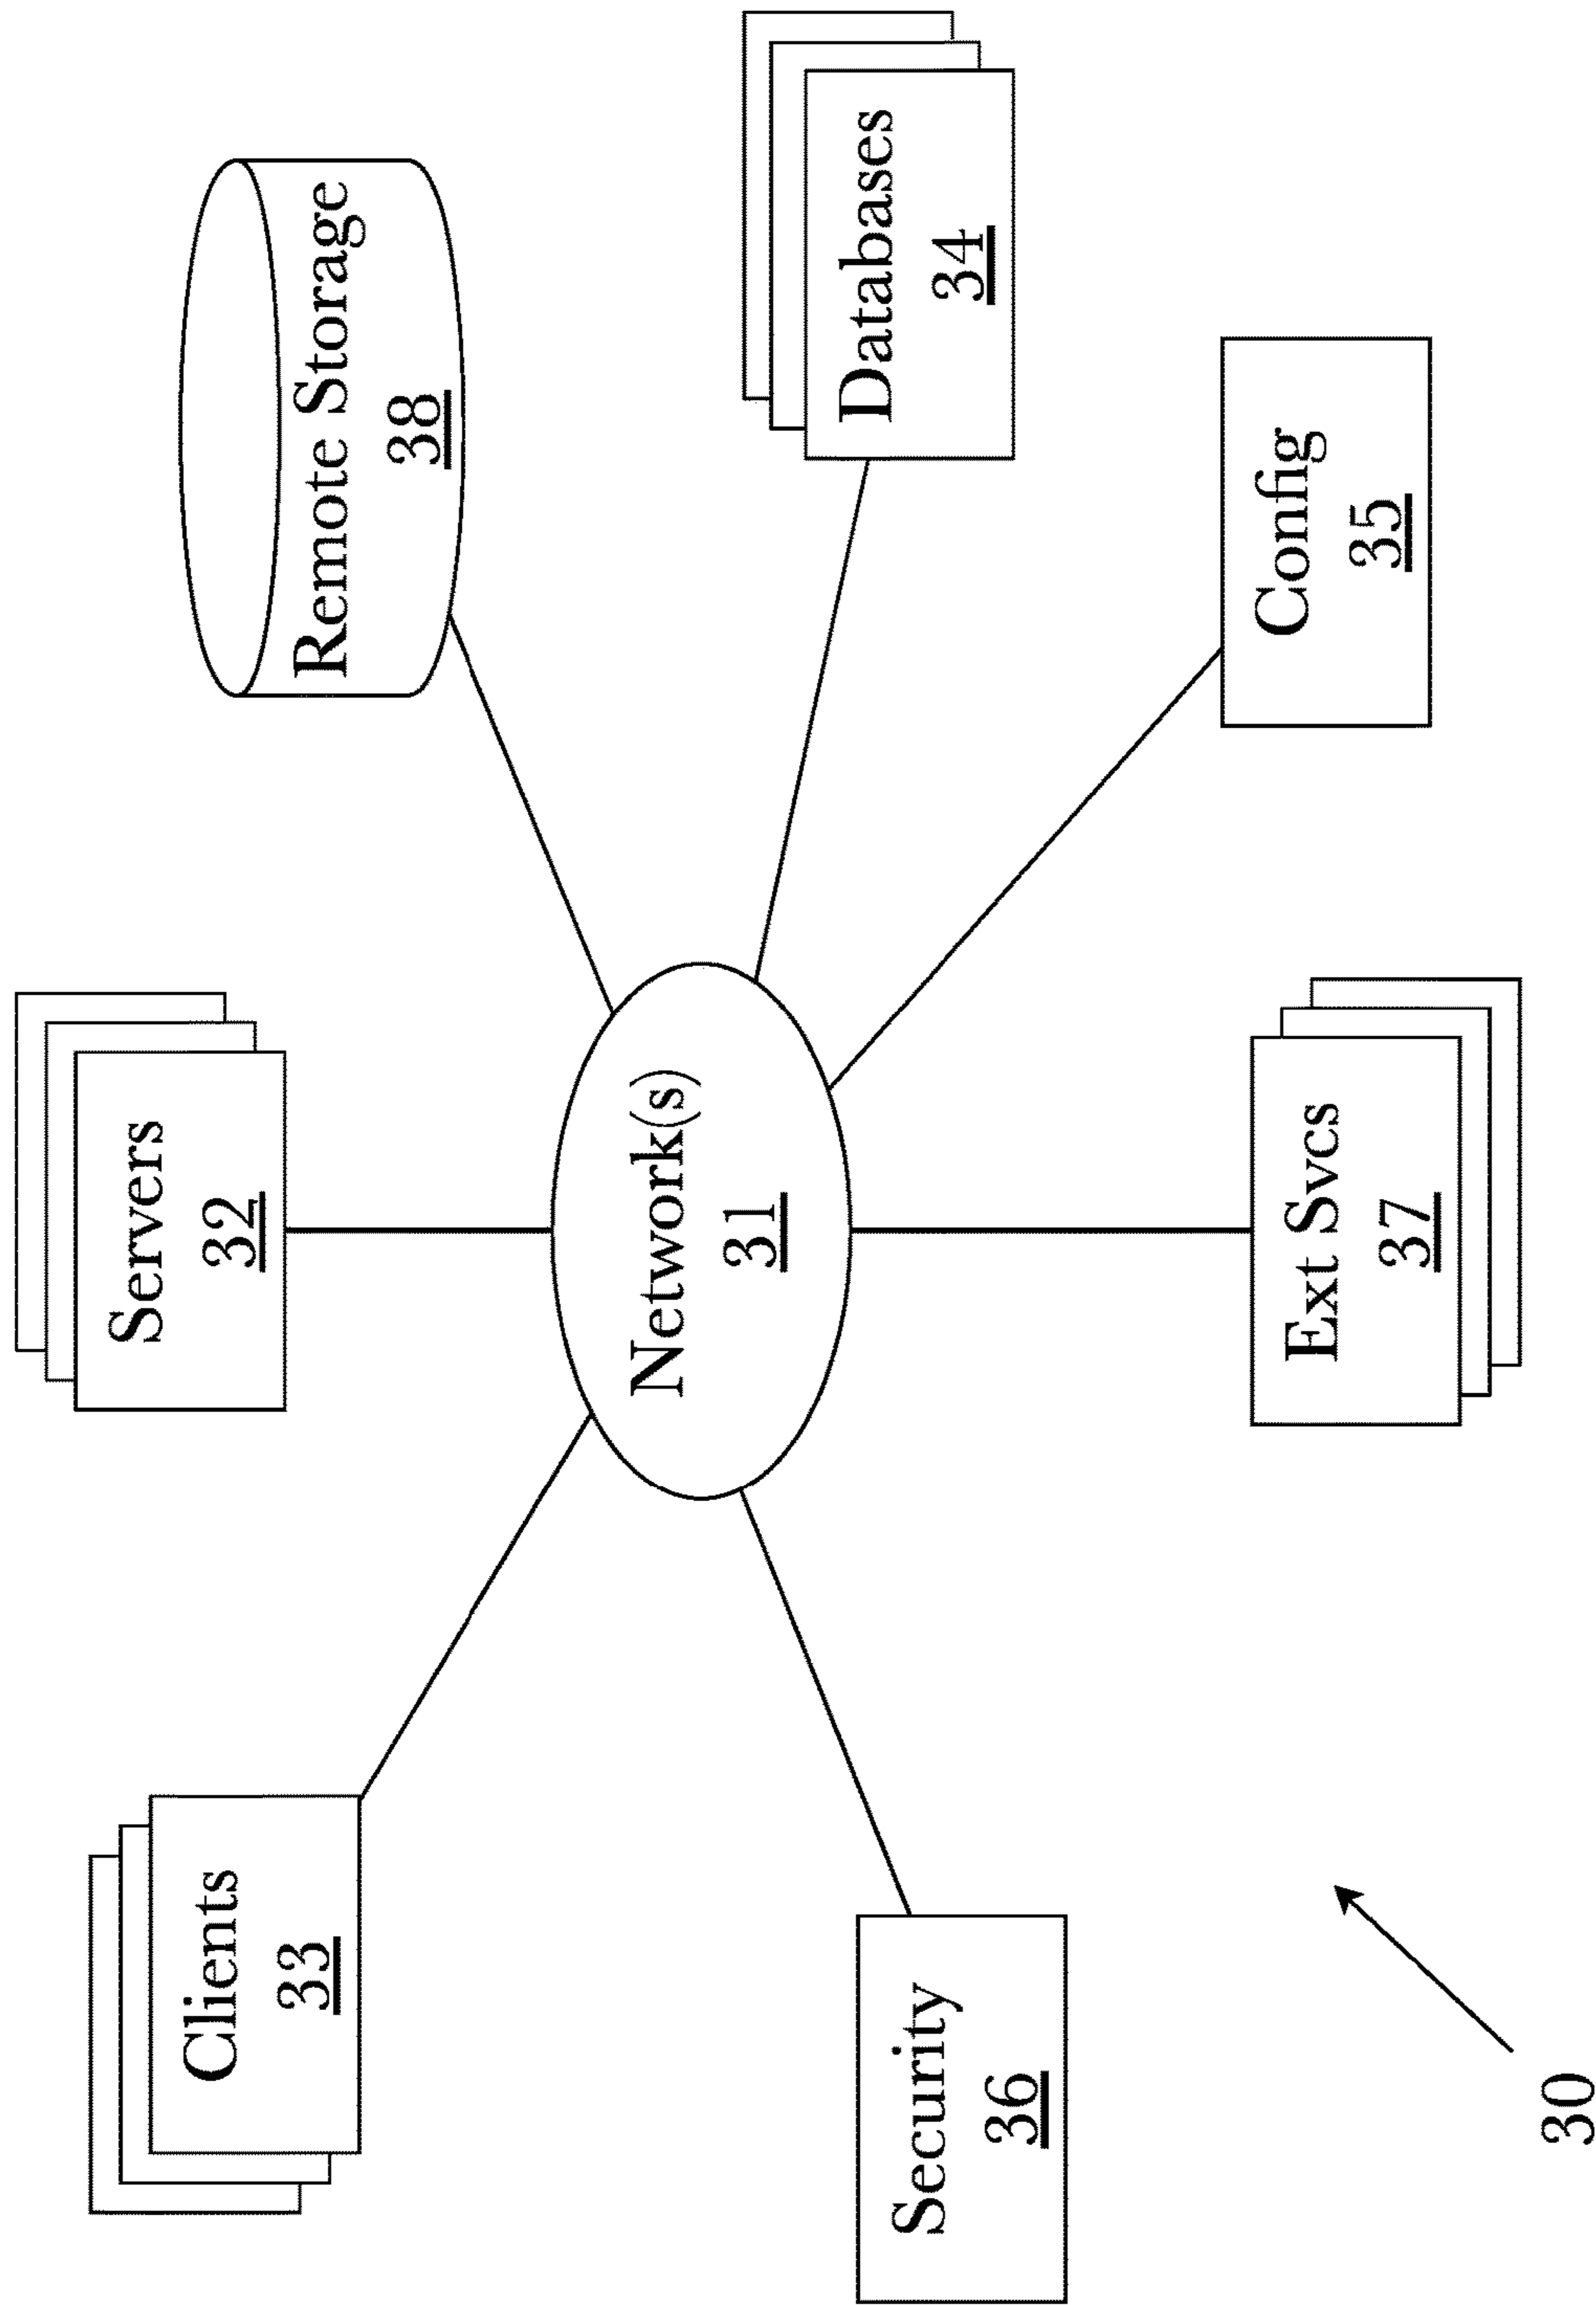 Servers
32
Clients
33
Remote Storage
38
Network(s)
31
Databases
34
Security
36
Ext Svcs
37
Config
35
30